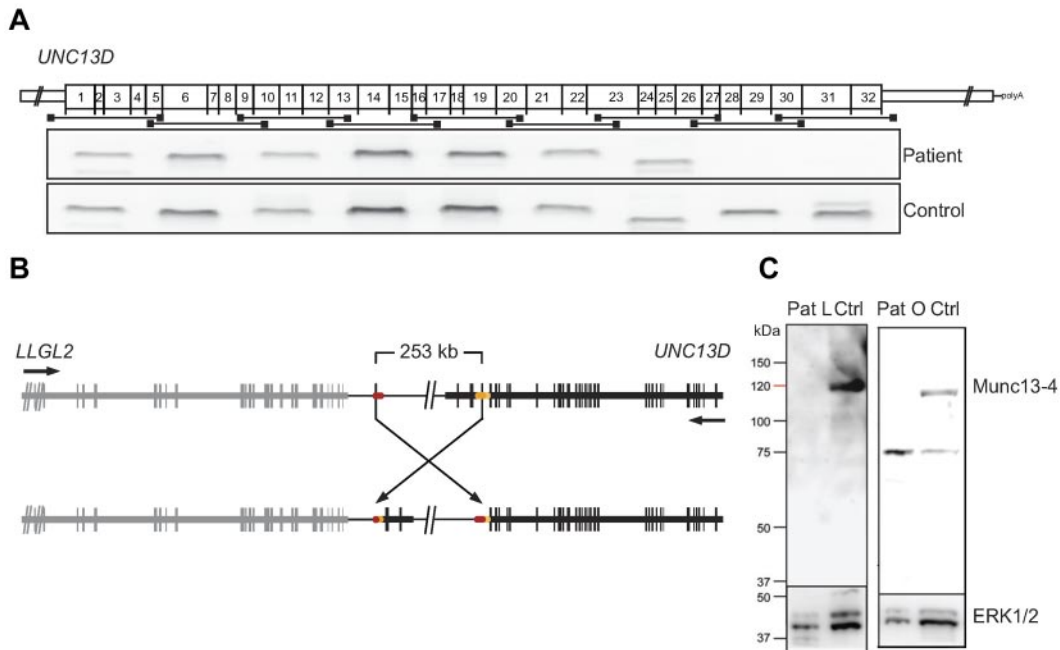 A
UNC13D
1 2 3 4 5 6 7 8 9 10 11 12 13 14 15 16 17 18 19 20 21 22 23 24 25 26 27 28 29 30 31 32
polyA
Patient
Control
B
LLGL2
253 kb
UNC13D
C
Pat L Ctrl Pat O Ctrl
kDa
150
120
100
75
50
37
50
37
Munc13-4
ERK1/2